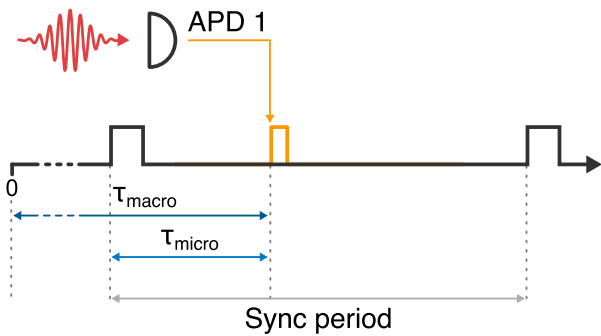 APD 1
0
τmacro
τmicro
Sync period